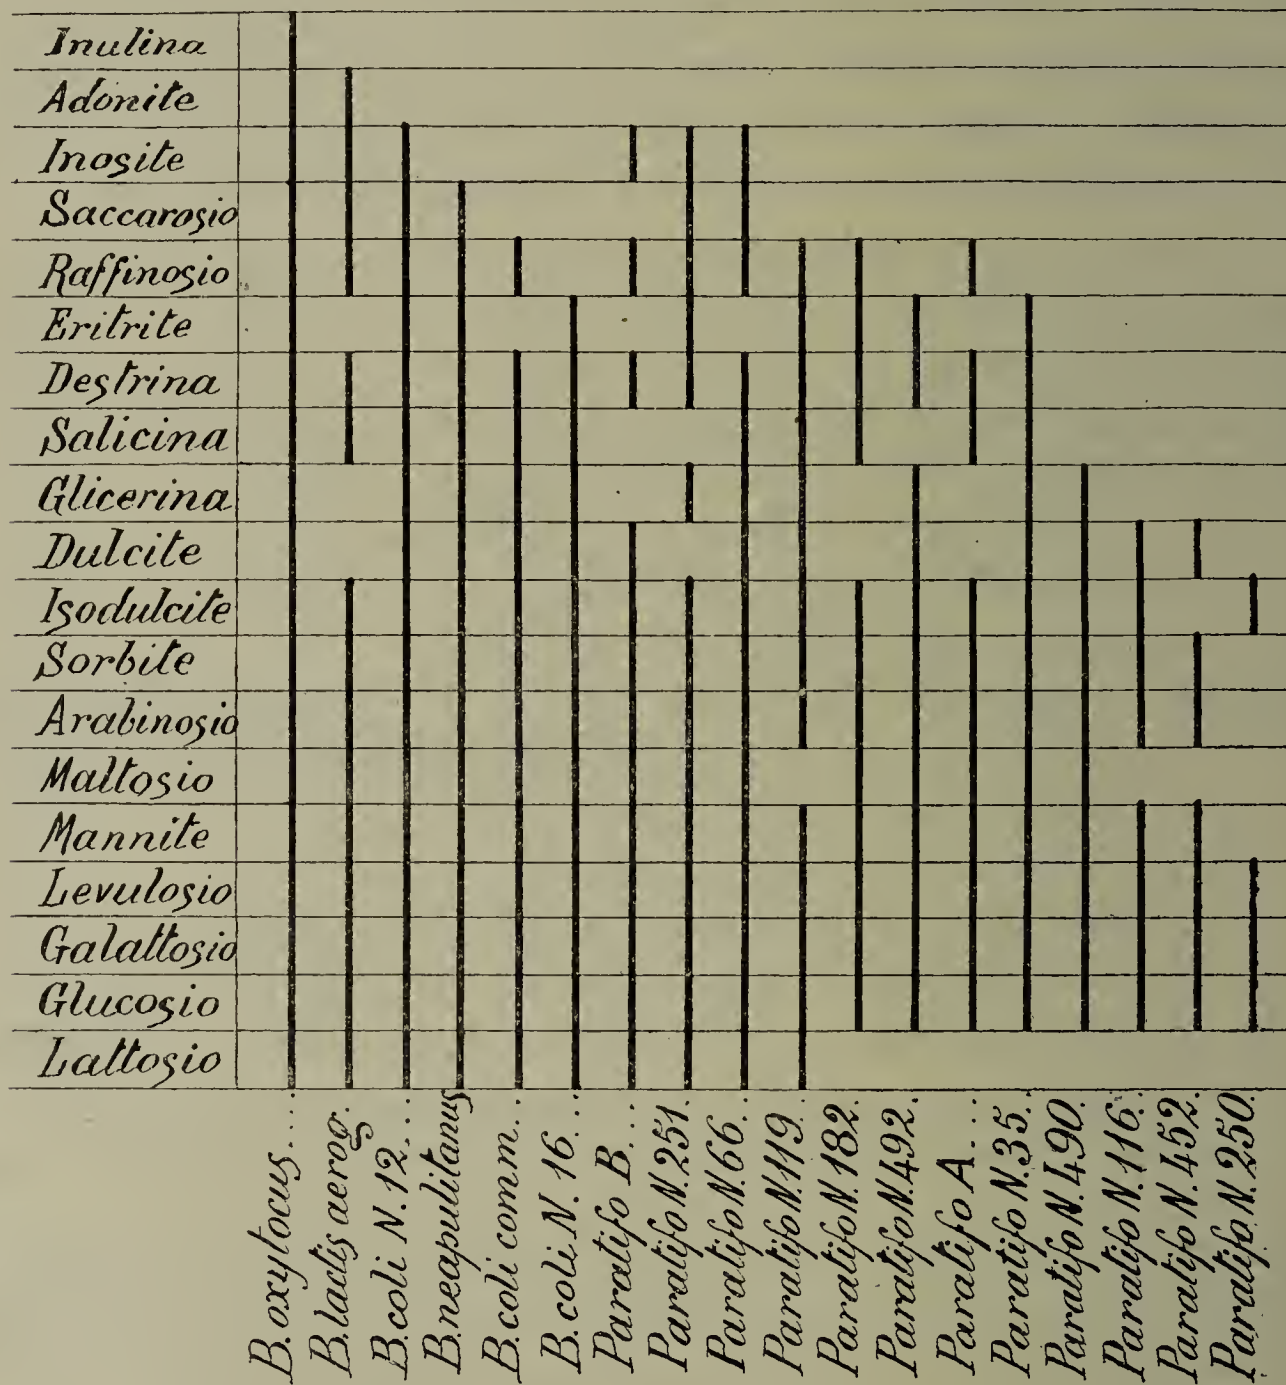 Inulina
Adonite
Inosite
Saccarosio
Raffinosio
Eritrite
Destrina
Salicina
Glicerina
Dulcite
Isodulcite
Sorbite
Arabinosio
Maltosio
Mannite
Levulosio
Galattosio
Glucosio
Lattosio
B. oxytocus....
B. lactis aerog.
B. coli N. 12...
B. neapulitanus
B. coli comm...
B. coli N. 16...
Paratifo B...
Paratifo N. 251.
Paratifo N. 66..
Paratifo N. 119.
Paratifo N. 182.
Paratifo N. 492.
Paratifo A...
Paratifo N. 35..
Paratifo N. 490.
Paratifo N. 116.
Paratifo N. 452.
Paratifo N. 250.